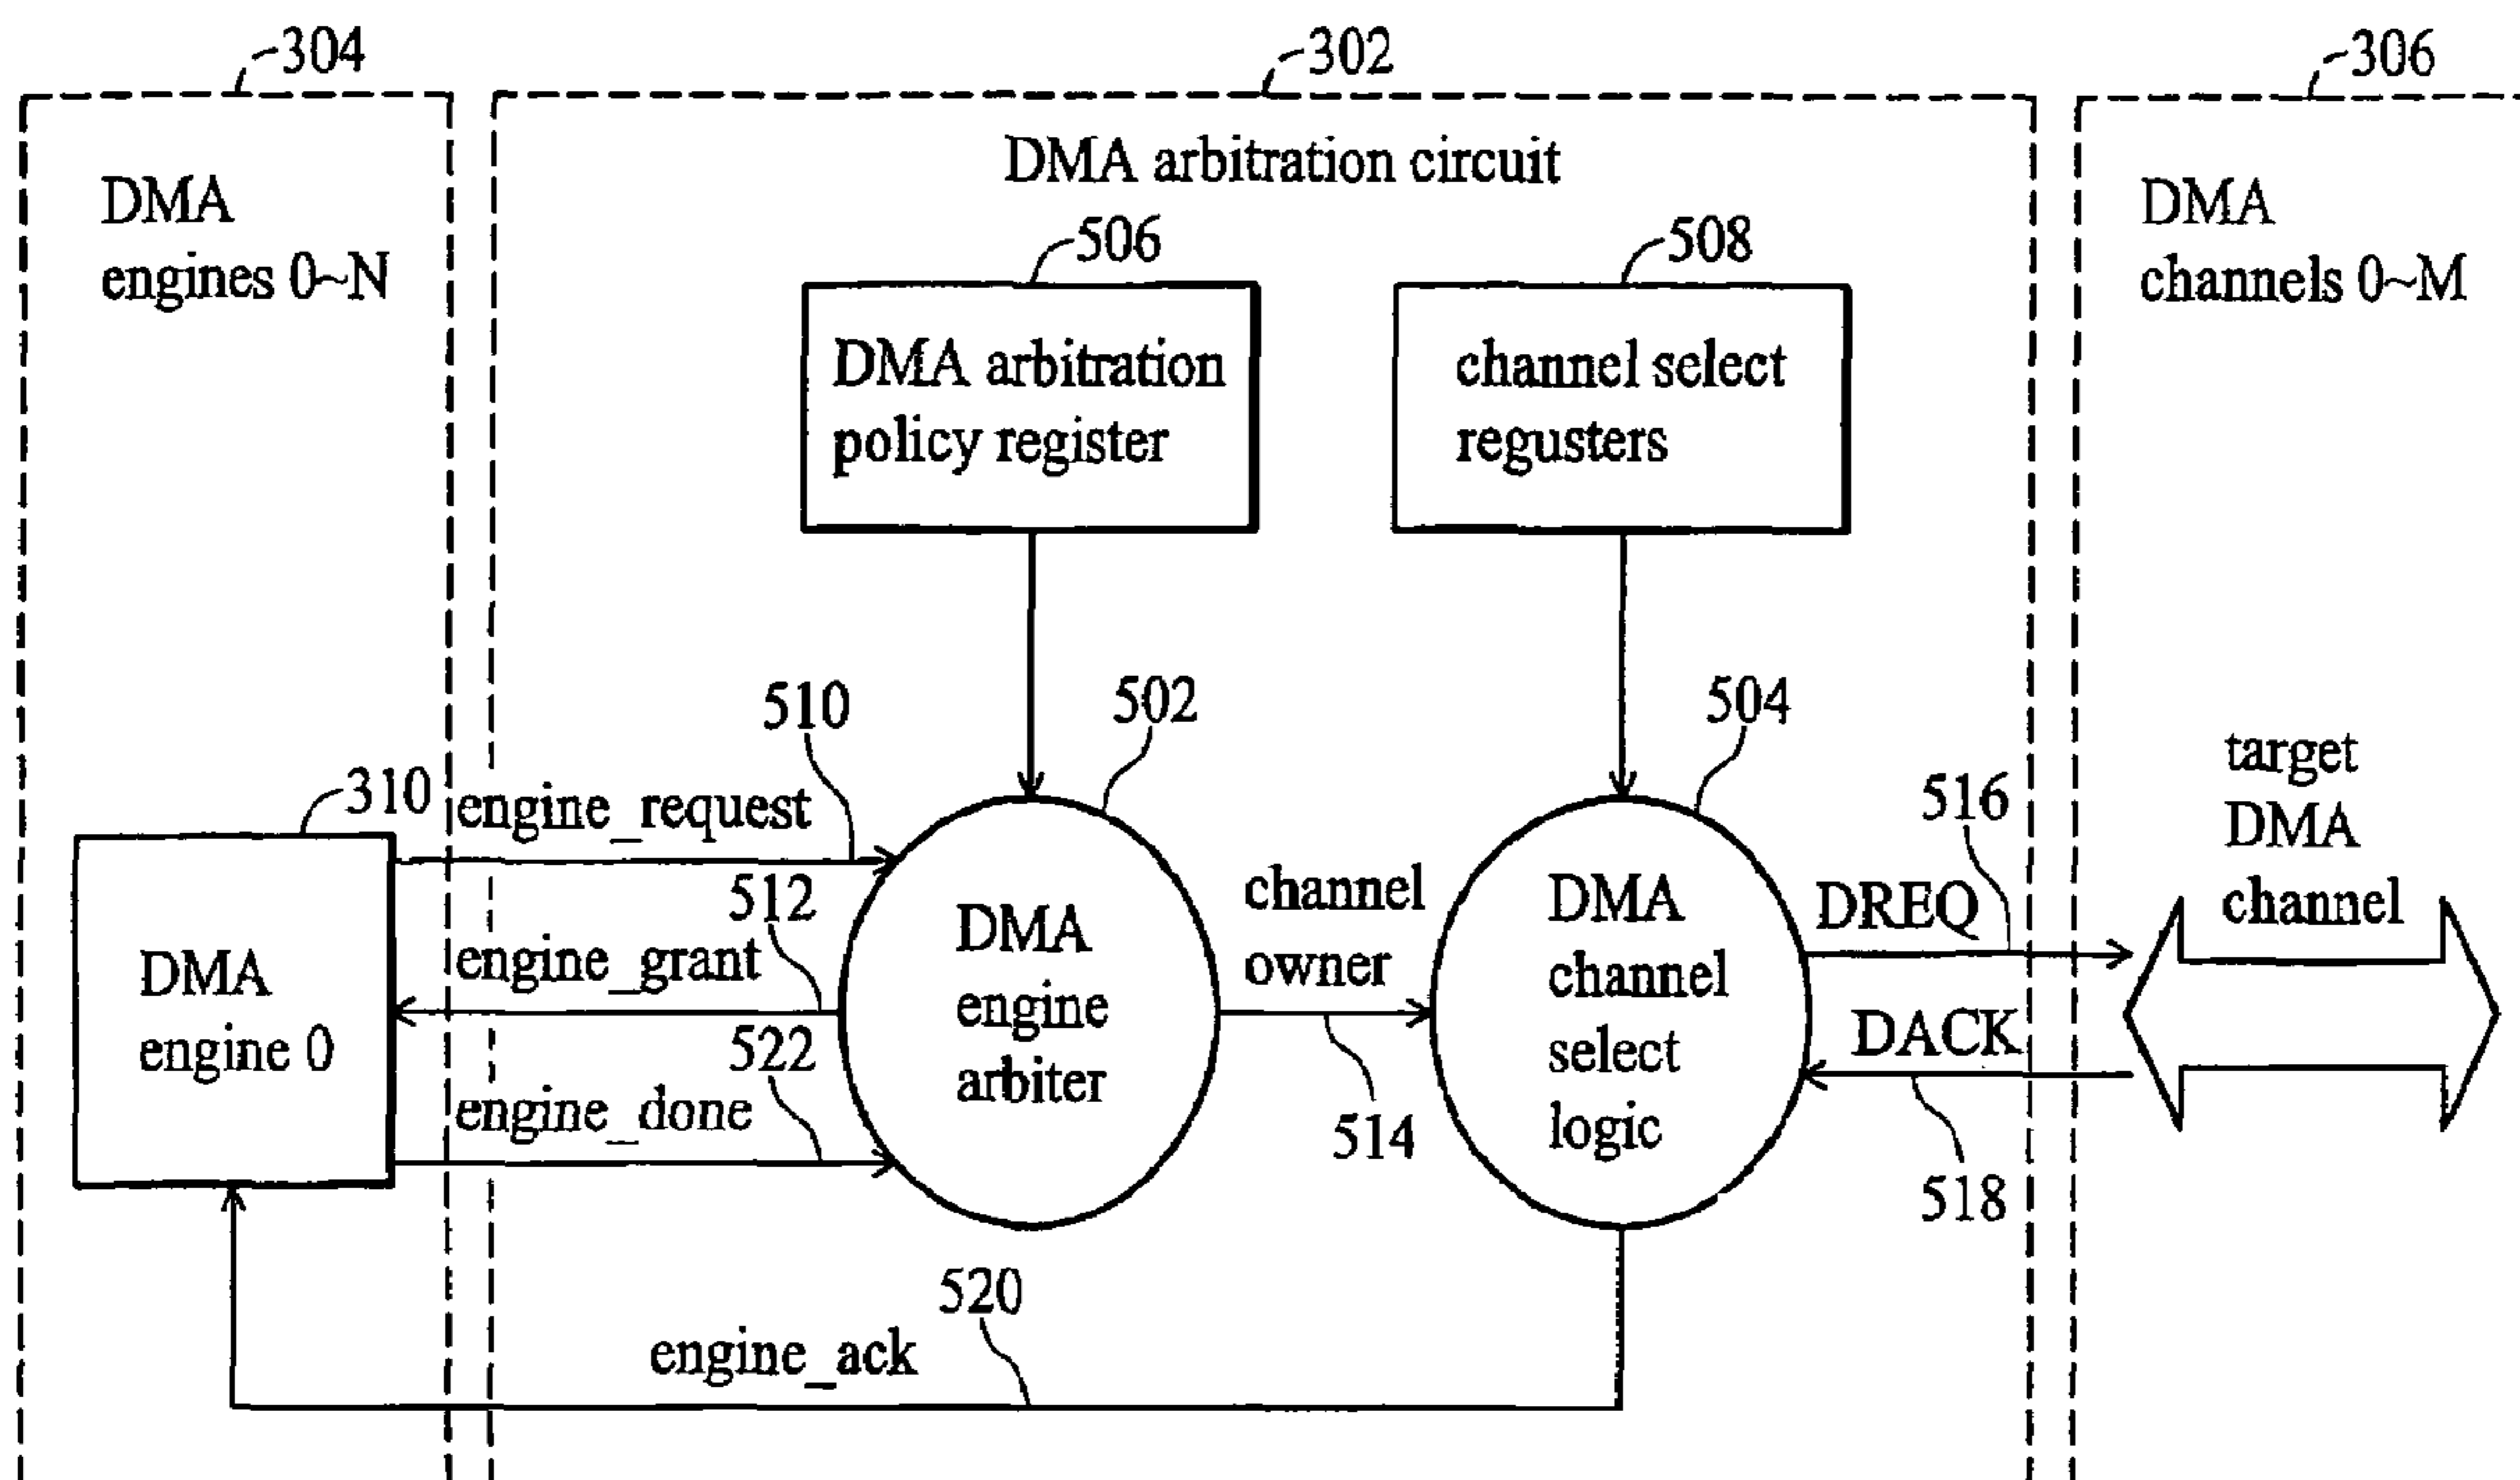 304
302
306
DMA
engines 0~N
DMA arbitration circuit
DMA
channels 0~M
506
508
DMA arbitration
policy register
channel select
regusters
510
502
504
310
engine_request
516
target
DMA
channel
512
engine_grant
channel
owner
DREQ
DMA
engine 0
DMA
engine
arbiter
DMA
channel
select
logic
522
DACK
engine_done
514
518
520
engine_ack